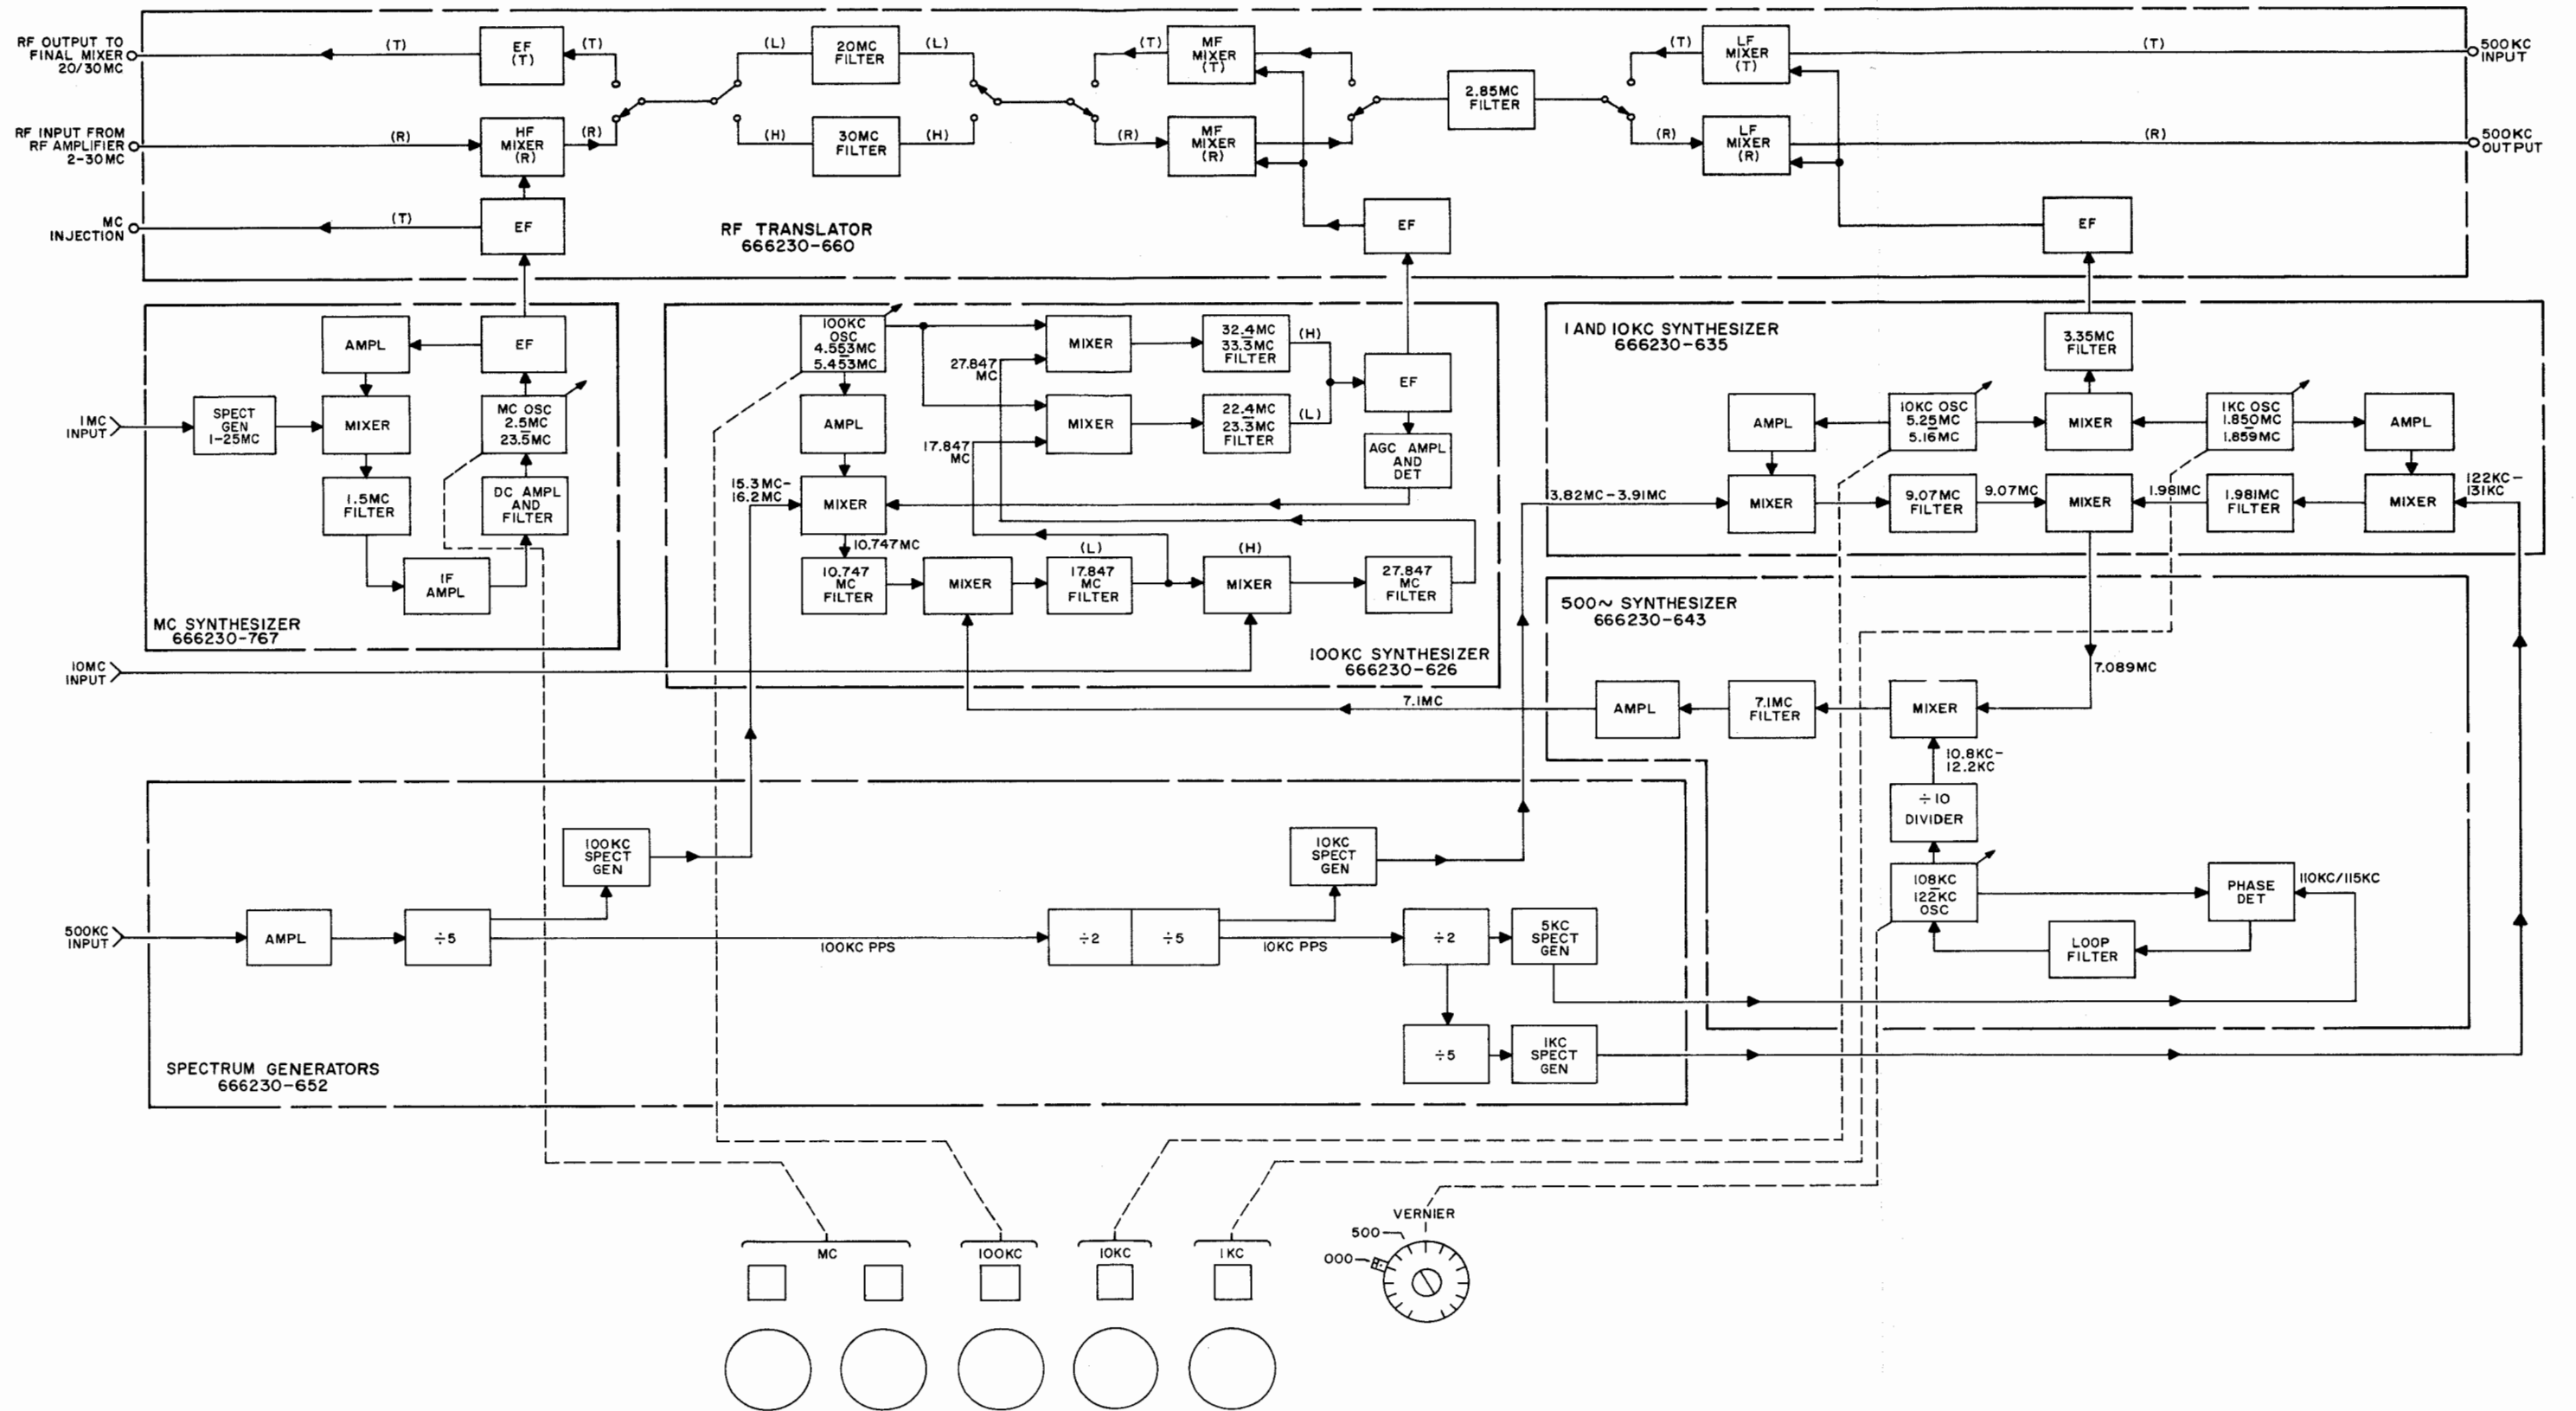 RF OUTPUT TO
FINAL MIXER
20/30MC
(T)
EF
(T)
(T)
(L)
20MC
FILTER
(L)
(T)
MF
MIXER
(T)
(T)
LF
MIXER
(T)
(T)
500KC
INPUT
2.85MC
FILTER
RF INPUT FROM
RF AMPLIFIER
2-30MC
(R)
HF
MIXER
(R)
(R)
(H)
30MC
FILTER
(H)
(R)
MF
MIXER
(R)
(R)
LF
MIXER
(R)
(R)
500KC
OUTPUT
MC
INJECTION
(T)
EF
RF TRANSLATOR
666230-660
EF
EF
AMPL
EF
1MC
INPUT
SPECT
GEN
1-25MC
MIXER
MC OSC
2.5MC
-
23.5MC
1.5MC
FILTER
DC AMPL
AND
FILTER
IF
AMPL
MC SYNTHESIZER
666230-767
100KC
OSC
4.553MC
-
5.453MC
27.847
MC
MIXER
32.4MC
-
33.3MC
FILTER
(H)
EF
AMPL
17.847
MC
MIXER
22.4MC
-
23.3MC
FILTER
(L)
AGC AMPL
AND
DET
15.3MC-
16.2MC
MIXER
10.747MC
10.747
MC
FILTER
MIXER
(L)
17.847
MC
FILTER
(H)
MIXER
27.847
MC
FILTER
10MC
INPUT
100KC SYNTHESIZER
666230-626
1 AND 10KC SYNTHESIZER
666230-635
3.35MC
FILTER
AMPL
10KC OSC
5.25MC
-
5.16MC
MIXER
1KC OSC
1.850MC
-
1.859MC
AMPL
3.82MC-3.91MC
MIXER
9.07MC
FILTER
9.07MC
MIXER
1.981MC
1.981MC
FILTER
MIXER
122KC-
131KC
500~ SYNTHESIZER
666230-643
7.089MC
7.1MC
AMPL
7.1MC
FILTER
MIXER
10.8KC-
12.2KC
÷10
DIVIDER
108KC
-
122KC
OSC
PHASE
DET
110KC/115KC
LOOP
FILTER
100KC
SPECT
GEN
10KC
SPECT
GEN
500KC
INPUT
AMPL
÷5
100KC PPS
÷2
÷5
10KC PPS
÷2
5KC
SPECT
GEN
÷5
1KC
SPECT
GEN
SPECTRUM GENERATORS
666230-652
MC
100KC
10KC
1KC
VERNIER
500
000